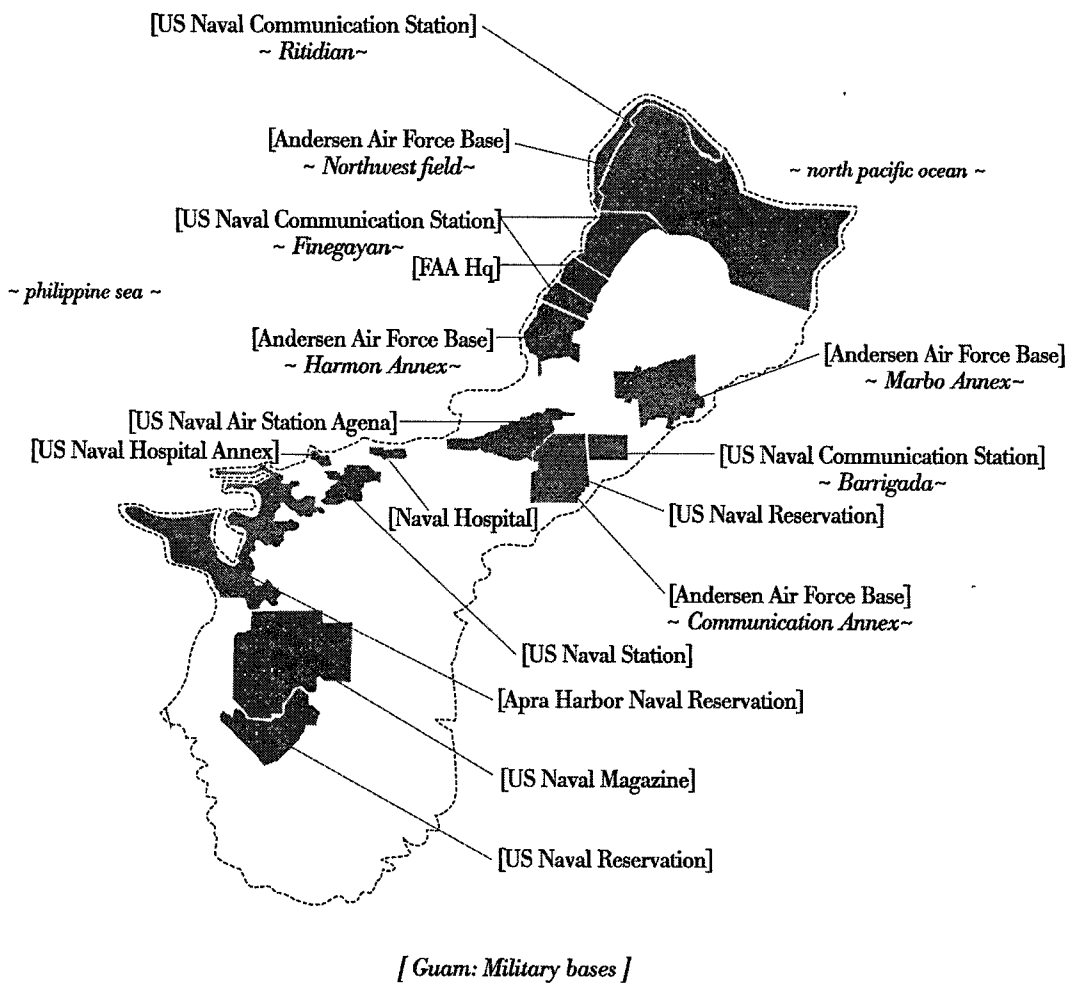 [US Naval Communication Station]
~ Ritidian~
[Andersen Air Force Base]
~ Northwest field~
~ north pacific ocean ~
[US Naval Communication Station]
~ Finegayan~
[FAA Hq]
~ philippine sea ~
[Andersen Air Force Base]
~ Harmon Annex~
[Andersen Air Force Base]
~ Marbo Annex~
[US Naval Air Station Agena]
[US Naval Hospital Annex]
[US Naval Communication Station]
~ Barrigada~
[Naval Hospital]
[US Naval Reservation]
[Andersen Air Force Base]
~ Communication Annex~
[US Naval Station]
[Apra Harbor Naval Reservation]
[US Naval Magazine]
[US Naval Reservation]
[ Guam: Military bases ]